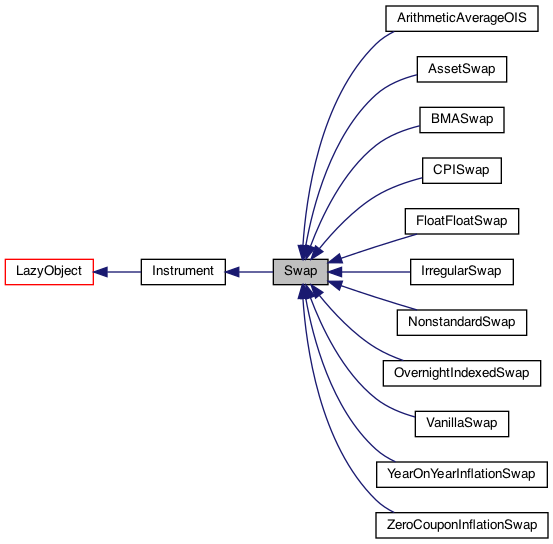 ArithmeticAverageOIS
AssetSwap
BMASwap
CPISwap
FloatFloatSwap
LazyObject
Instrument
Swap
IrregularSwap
NonstandardSwap
OvernightIndexedSwap
VanillaSwap
YearOnYearInflationSwap
ZeroCouponInflationSwap